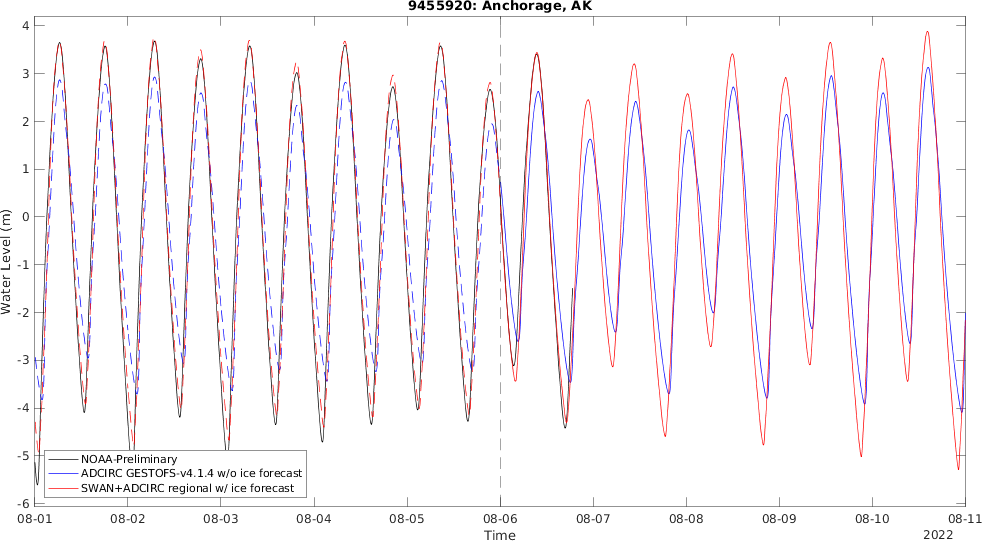 9455920: Anchorage, AK
Water Level (m)
4
3
2
1
0
-1
-2
-3
-4
-5
-6
NOAA-Preliminary
ADCIRC GESTOFS-v4.1.4 w/o ice forecast
SWAN+ADCIRC regional w/ ice forecast
08-01 08-02 08-03 08-04 08-05 08-06 08-07 08-08 08-09 08-10 08-11
Time
2022